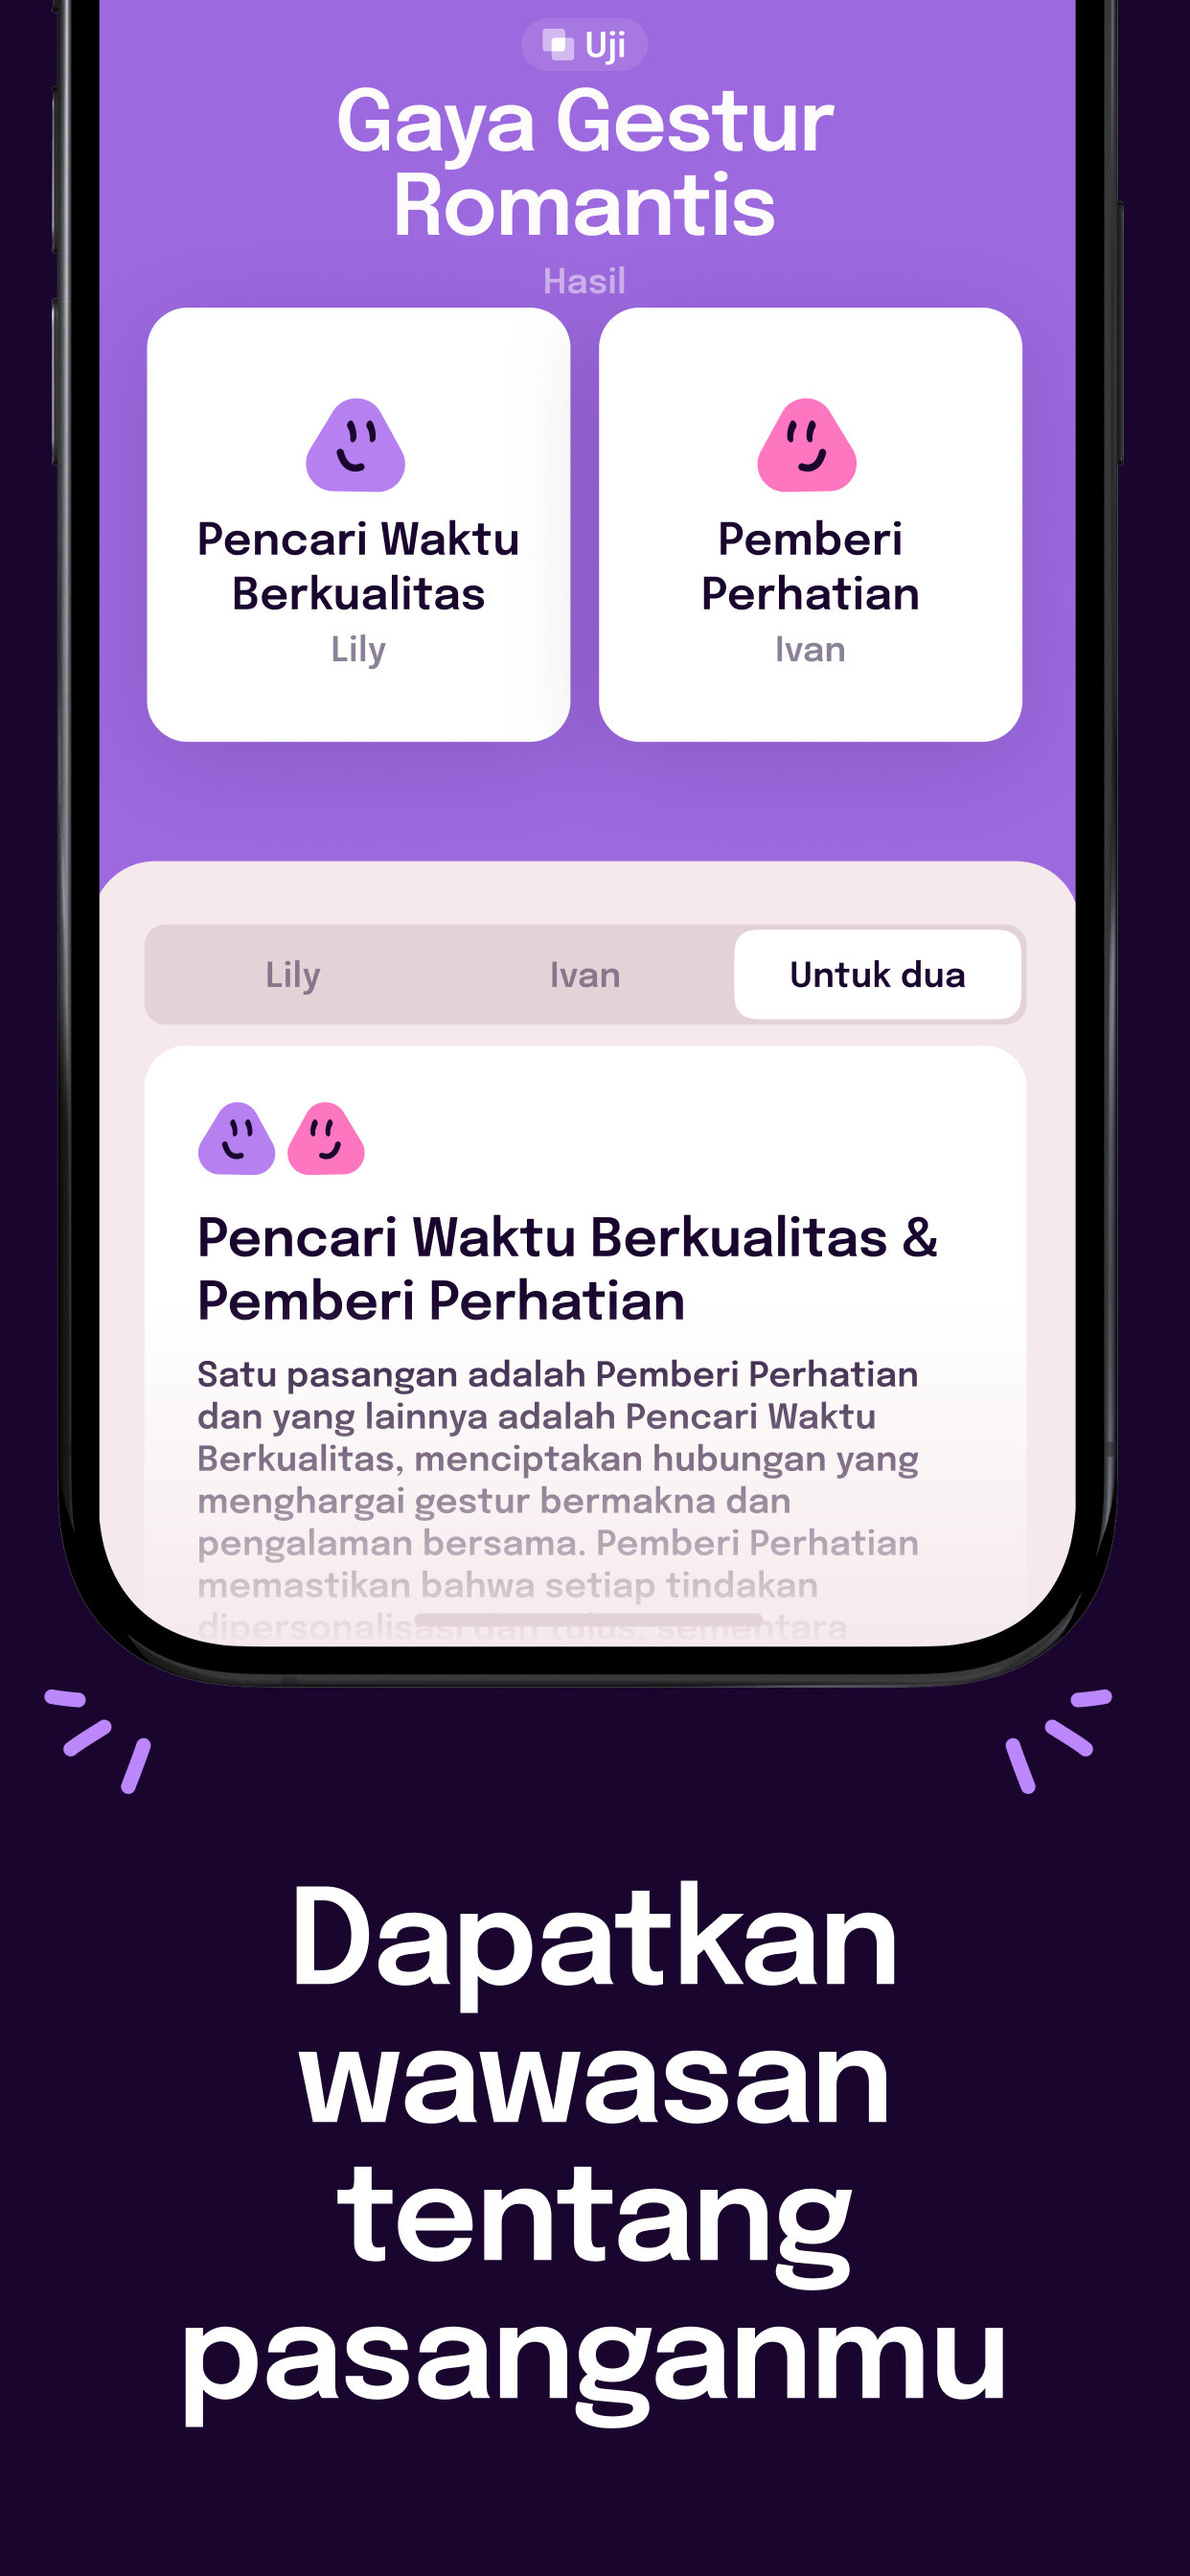 Uji
Gaya Gestur
Romantis
Hasil
Pencari Waktu
Berkualitas
Lily
Pemberi
Perhatian
Ivan
Lily
Ivan
Untuk dua
Pencari Waktu Berkualitas &
Pemberi Perhatian
Satu pasangan adalah Pemberi Perhatian
dan yang lainnya adalah Pencari Waktu
Berkualitas, menciptakan hubungan yang
menghargai gestur bermakna dan
pengalaman bersama. Pemberi Perhatian
memastikan bahwa setiap tindakan
dipersonalisasi dan tulus, sementara
Dapatkan
wawasan
tentang
pasanganmu